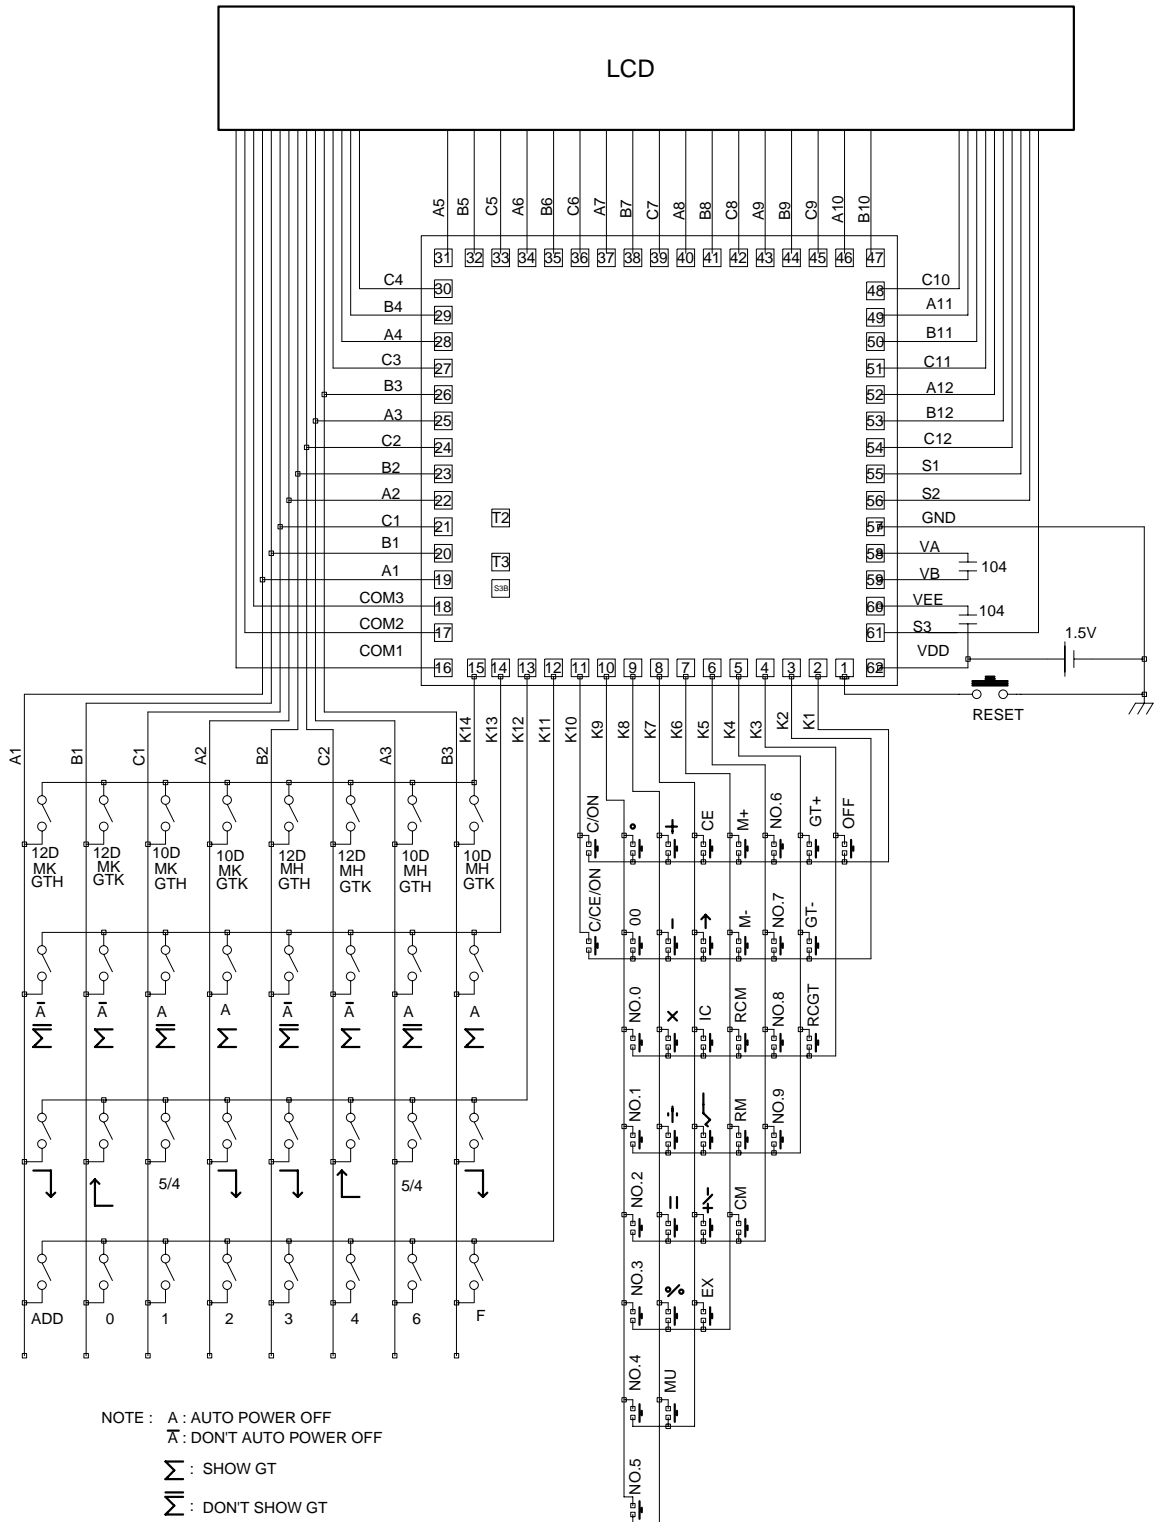 LCD
A5 B5 C5 A6 B6 C6 A7 B7 C7 A8 B8 C8 A9 B9 C9 A10 B10
31 32 33 34 35 36 37 38 39 40 41 42 43 44 45 46 47
C4 30 48 C10
B4 29 49 A11
A4 28 50 B11
C3 27 51 C11
B3 26 52 A12
A3 25 53 B12
C2 24 54 C12
B2 23 55 S1
A2 22 56 S2
T2
C1 21 57 GND
B1 20 58 VA
T3
104
A1 19 59 VB
S3B
COM3 18 60 VEE
104
COM2 17 61 S3
1.5V
COM1 16 15 14 13 12 11 10 9 8 7 6 5 4 3 2 1 62 VDD
RESET
K14 K13 K12 K11 K10 K9 K8 K7 K6 K5 K4 K3 K2 K1
A1 B1 C1 A2 B2 C2 A3 B3
C/ON ∘ + CE M+ NO.6 GT+ OFF
12D 12D 10D 10D 12D 12D 10D 10D
MK MK MK MK MH MH MH MH
GTH GTK GTH GTK GTH GTK GTH GTK
C/CE/ON 00 − → M- NO.7 GT-
A̅ A̅ A A A̅ A̅ A A
Σ̿ Σ Σ̿ Σ Σ̿ Σ Σ̿ Σ
NO.0 × IC RCM NO.8 RCGT
NO.1 ÷ √ RM NO.9
5/4 5/4
NO.2 = +/− CM
NO.3 % EX
ADD 0 1 2 3 4 6 F
NO.4 MU
NO.5
NOTE : A : AUTO POWER OFF
A̅ : DON'T AUTO POWER OFF
Σ : SHOW GT
Σ̿ : DON'T SHOW GT